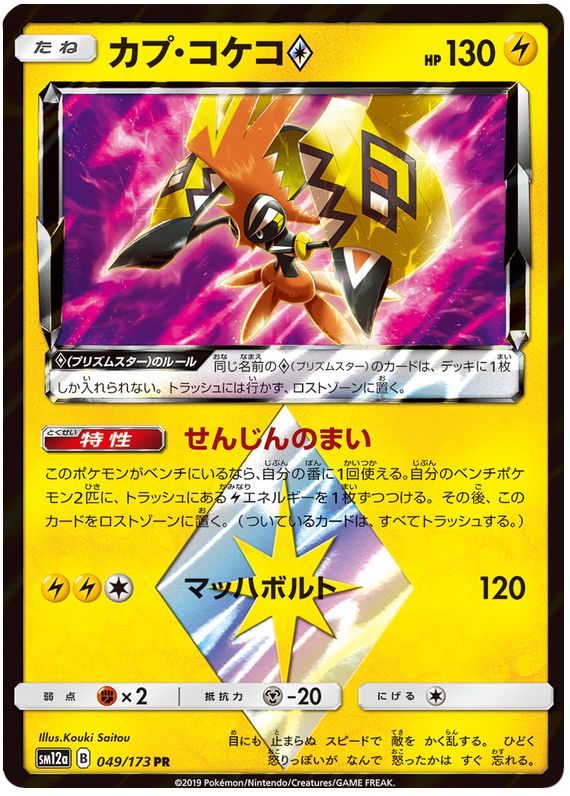 たね カプ・コケコ◇ HP 130
◇(プリズムスター)のルール 同じ名前の◇(プリズムスター)のカードは、デッキに1枚
しか入れられない。トラッシュには行かず、ロストゾーンに置く。
特性 せんじんのまい
このポケモンがベンチにいるなら、自分の番に1回使える。自分のベンチポケ
モン2匹に、トラッシュにあるエネルギーを1枚ずつつける。その後、この
カードをロストゾーンに置く。(ついているカードは、すべてトラッシュする。)
マッハボルト 120
弱点 ×2 抵抗力 -20 にげる
Illus.Kouki Saitou
目にも 止まらぬ スピードで 敵を かく乱する。 ひどく
怒りっぽいが なんで 怒ったかは すぐ 忘れる。
sm12a B 049/173 PR
©2019 Pokémon/Nintendo/Creatures/GAME FREAK.